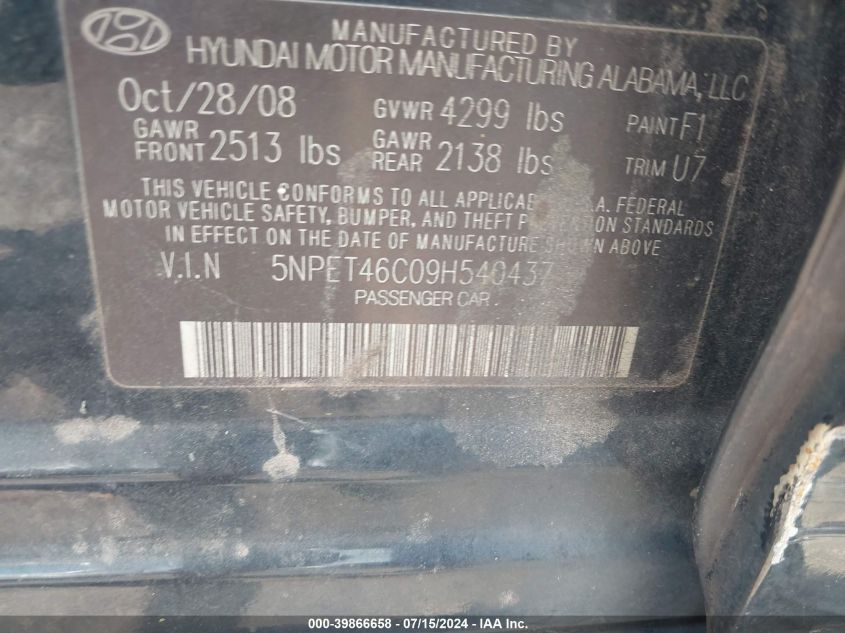 MANUFACTURED BY
HYUNDAI MOTOR MANUFACTURING ALABAMA, LLC
Oct/28/08 GVWR 4299 lbs PAINT F1
GAWR FRONT 2513 lbs GAWR REAR 2138 lbs TRIM U7
THIS VEHICLE CONFORMS TO ALL FEDERAL
MOTOR VEHICLE SAFETY, BUMPER, AND THEFT STANDARDS
IN EFFECT ON THE DATE OF MANUFACTURE SHOWN ABOVE
V.I.N 5NPET46C09H540437
PASSENGER CAR
000-39866658 - 07/15/2024 - IAA Inc.